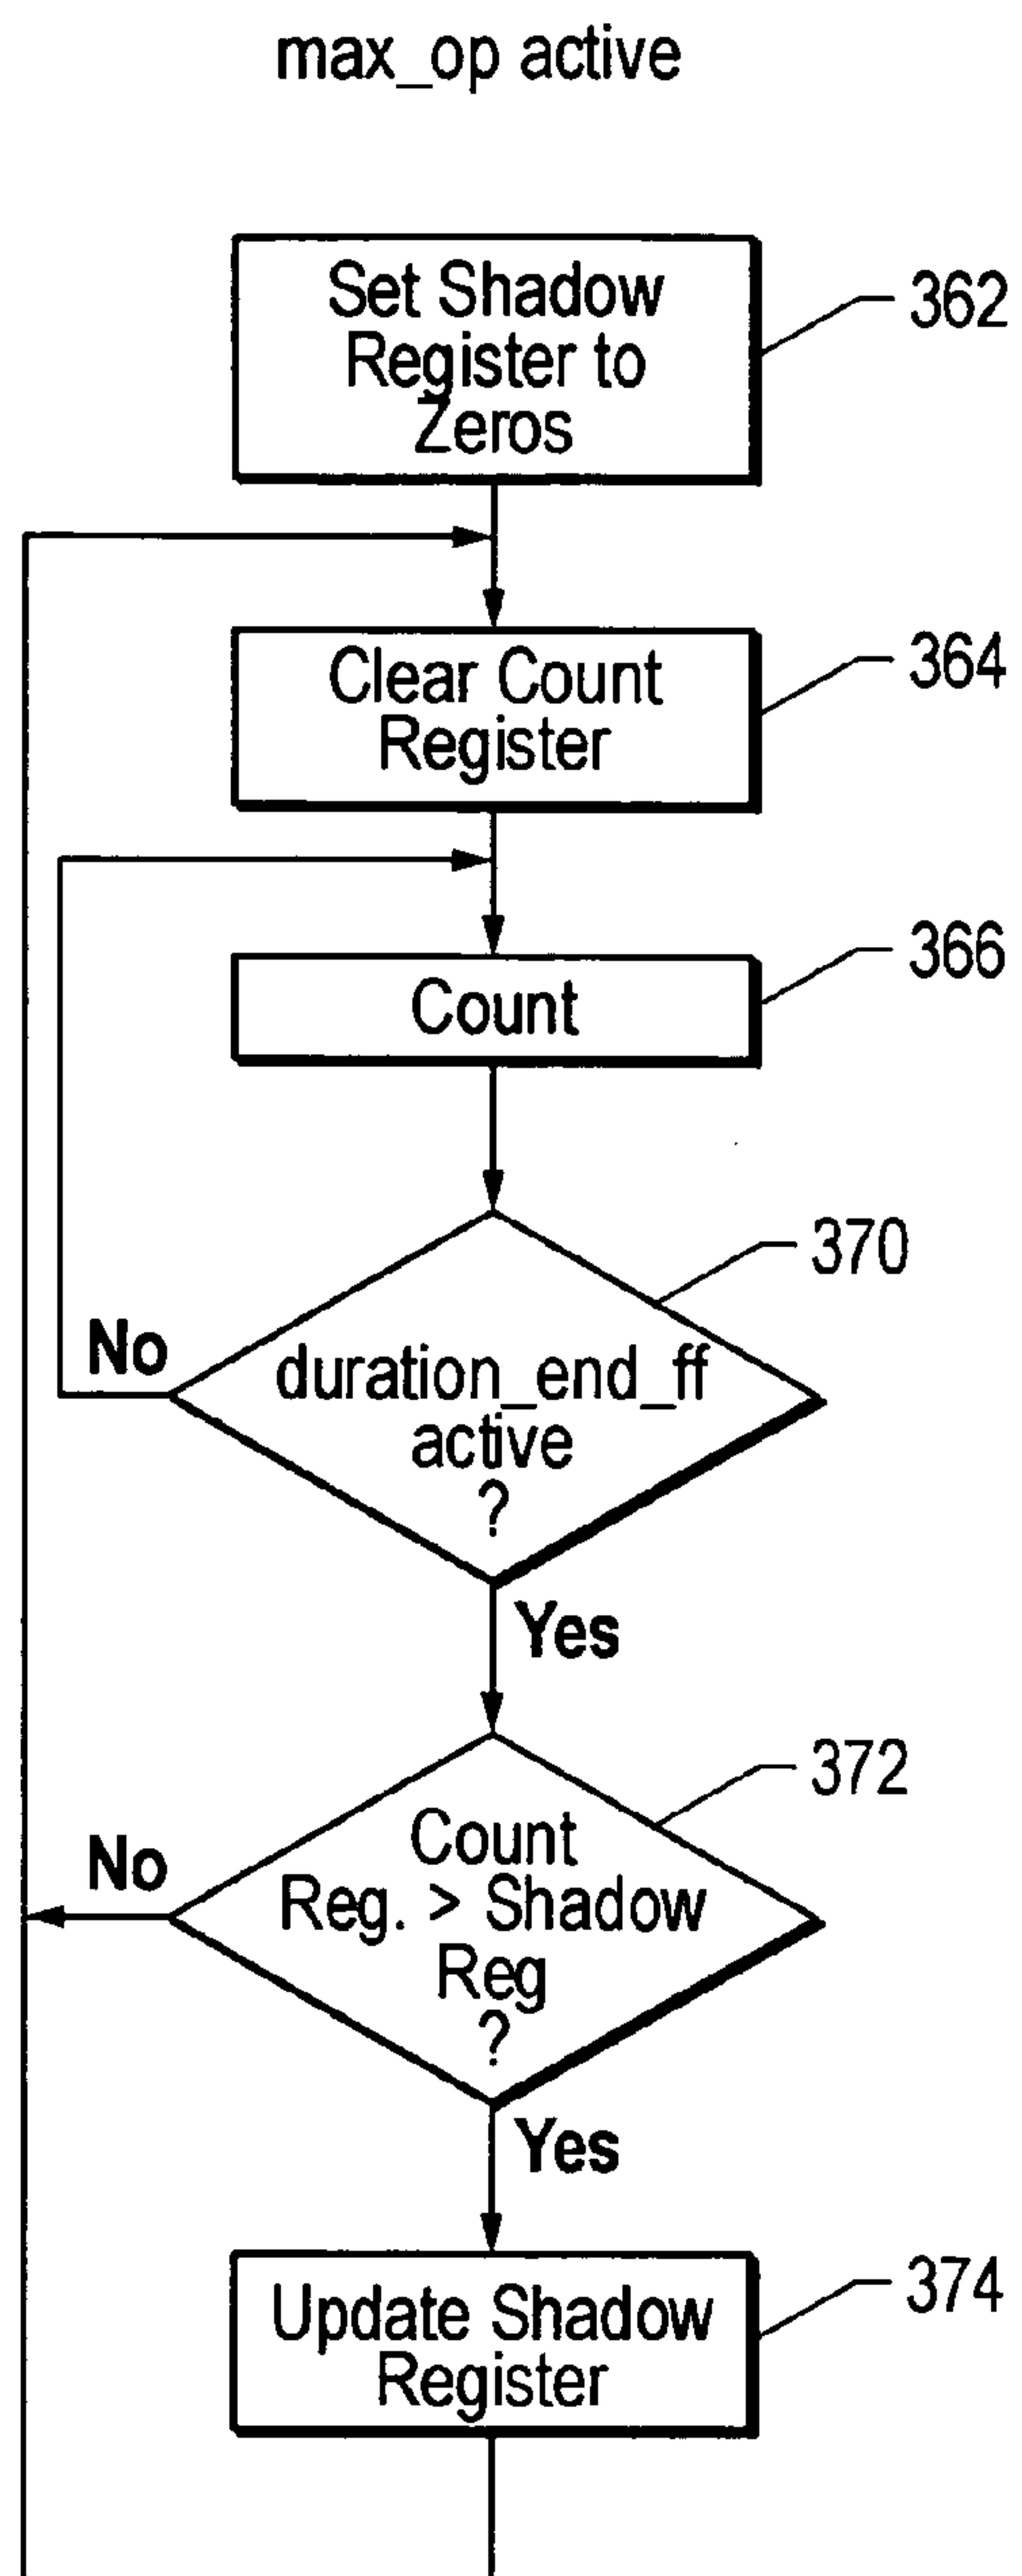 max_op active
Set Shadow
Register to
Zeros
362
Clear Count
Register
364
Count
366
370
No
duration_end_ff
active
?
Yes
372
No
Count
Reg. > Shadow
Reg
?
Yes
374
Update Shadow
Register